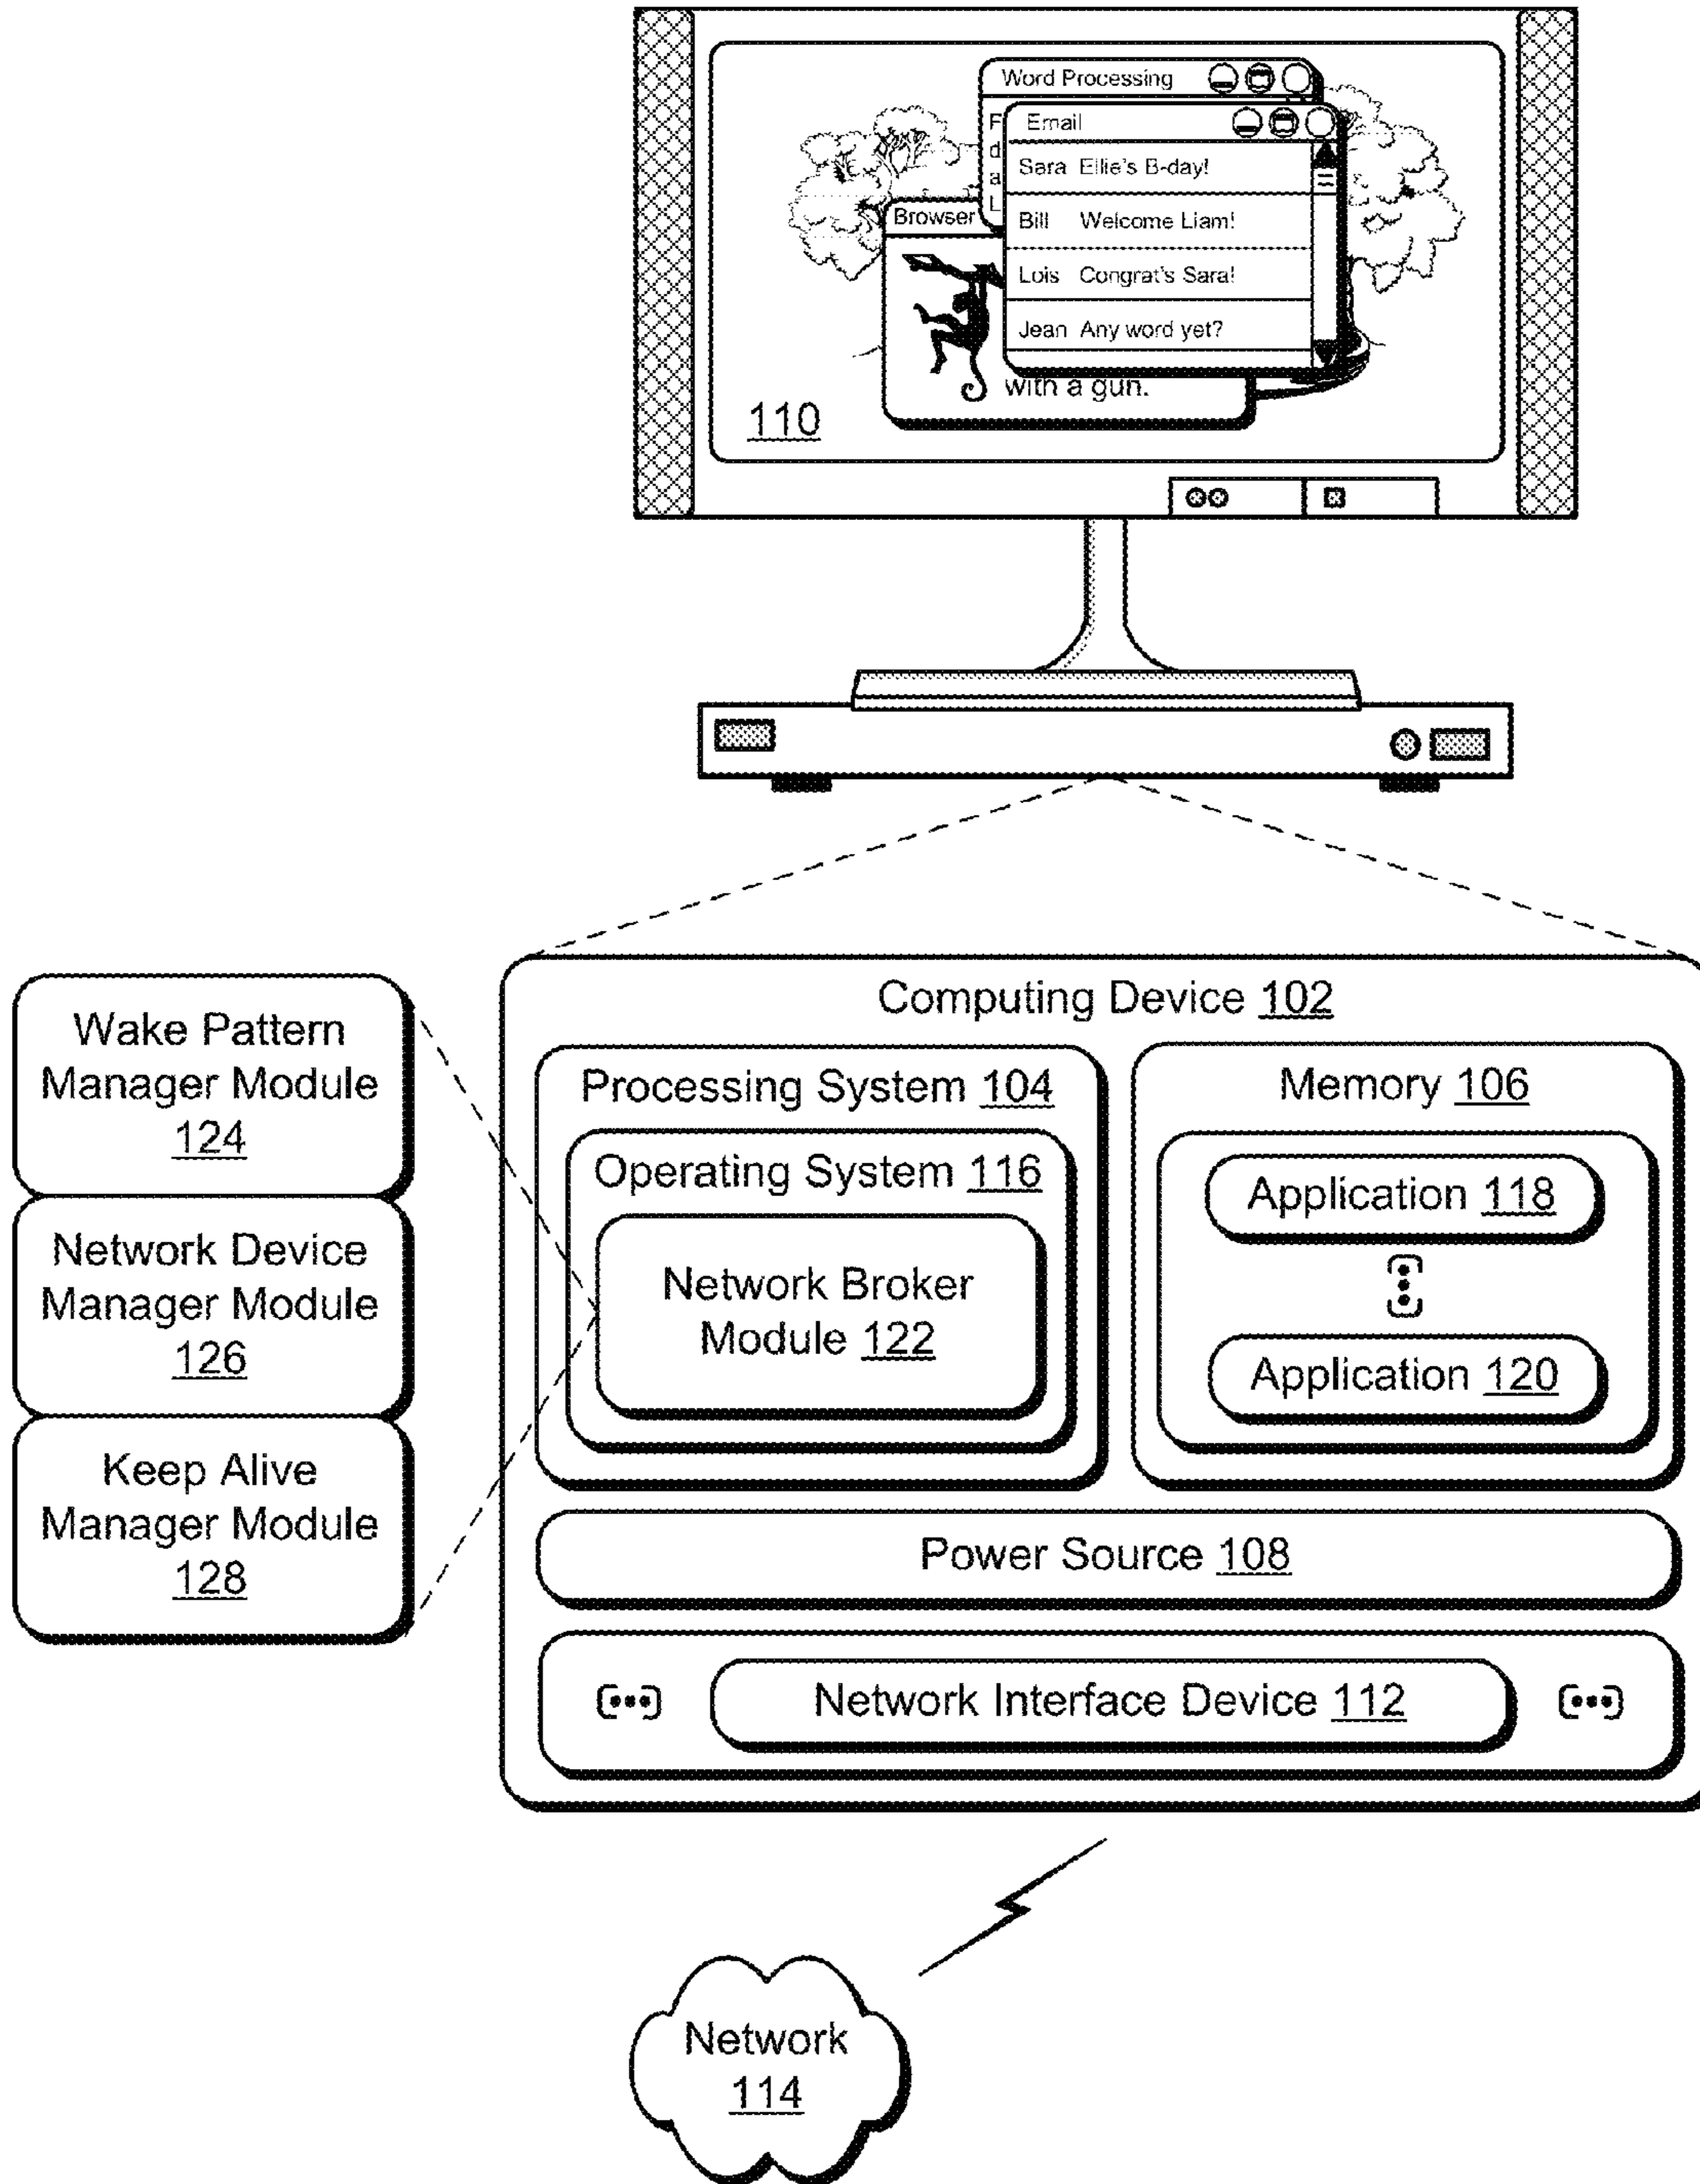 Word Processing
F
d
a
L
Email
Sara Ellie's B-day!
Bill Welcome Liam!
Lois Congrat's Sara!
Jean Any word yet?
Browser
with a gun.
110
Computing Device 102
Processing System 104
Operating System 116
Network Broker
Module 122
Memory 106
Application 118
Application 120
Power Source 108
Network Interface Device 112
Wake Pattern
Manager Module
124
Network Device
Manager Module
126
Keep Alive
Manager Module
128
Network
114